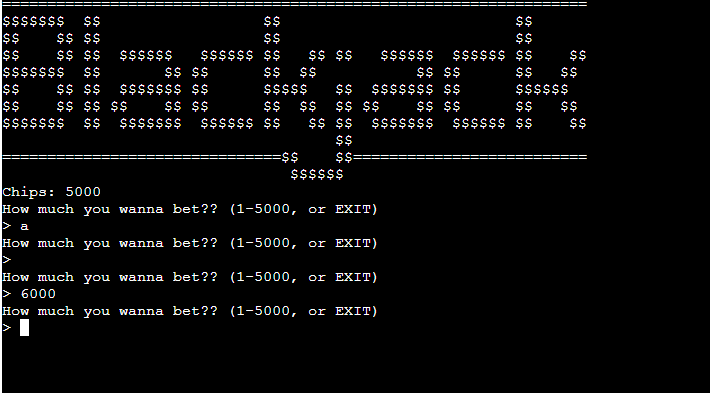 Blackjack
Chips: 5000
How much you wanna bet?? (1-5000, or EXIT)
> a
How much you wanna bet?? (1-5000, or EXIT)
>
How much you wanna bet?? (1-5000, or EXIT)
> 6000
How much you wanna bet?? (1-5000, or EXIT)
>